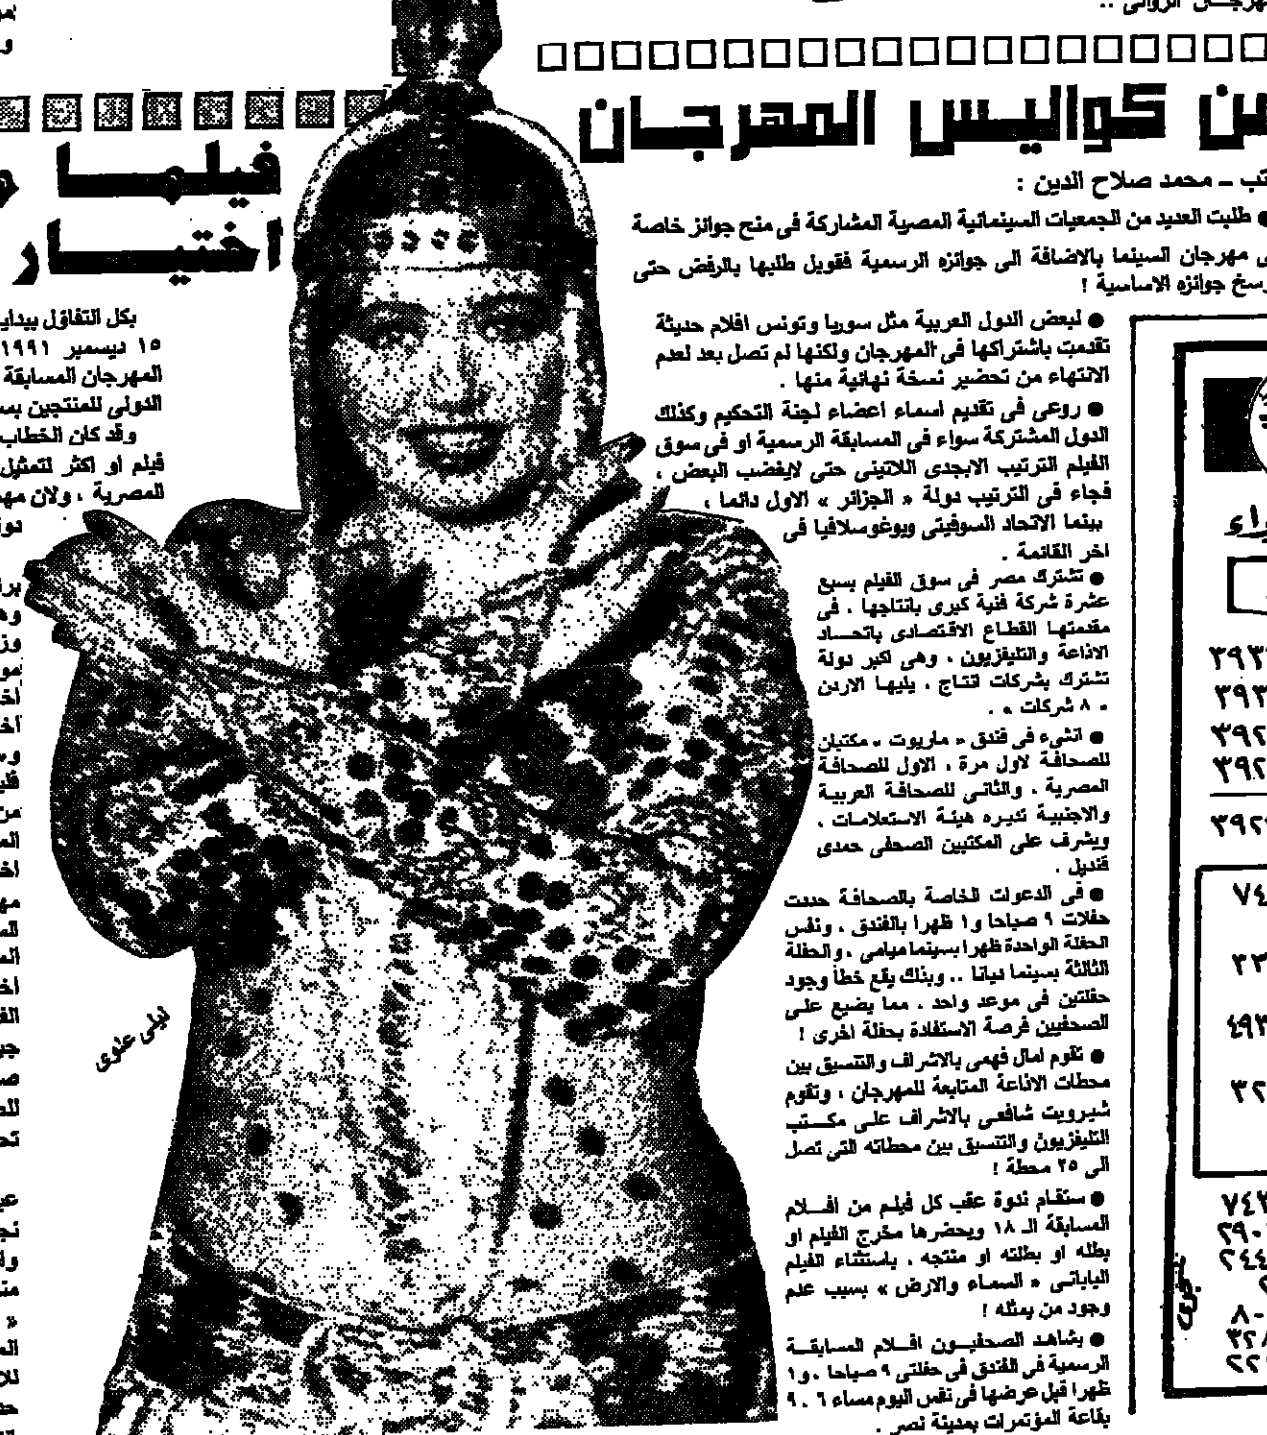 مهرجان الروائى ..
من كواليس المهرجان
كتب ــ محمد صلاح الدين :
● طلبت العديد من الجمعيات السينمائية المصرية المشاركة فى منح جوائز خاصة
فى مهرجان السينما بالاضافة الى جوائزه الرسمية فقوبل طلبها بالرفض حتى
ترسخ جوائزه الاساسية !
● لبعض الدول العربية مثل سوريا وتونس افلام حديثة
تقدمت باشتراكها فى المهرجان ولكنها لم تصل بعد لعدم
الانتهاء من تحضير نسخة نهائية منها .
● روعى فى تقديم اسماء اعضاء لجنة التحكيم وكذلك
الدول المشتركة سواء فى المسابقة الرسمية او فى سوق
الفيلم الترتيب الابجدى اللاتينى حتى لايغضب البعض ،
فجاء فى الترتيب دولة « الجزائر » الاول دائما ،
بينما الاتحاد السوفيتى ويوغوسلافيا فى
اخر القائمة .
● تشترك مصر فى سوق الفيلم بسبع
عشرة شركة فنية كبرى بانتاجها ، فى
مقدمتها القطاع الاقتصادى باتحاد
الاذاعة والتليفزيون ، وهى اكبر دولة
تشترك بشركات انتاج ، يليها الاردن
« ٨ شركات » .
● انشىء فى فندق « ماريوت » مكتبان
للصحافة لاول مرة ، الاول للصحافة
المصرية ، والثانى للصحافة العربية
والاجنبية تديره هيئة الاستعلامات ،
ويشرف على المكتبين الصحفى حمدى
قنديل .
● فى الدعوات الخاصة بالصحافة حددت
حفلات ٩ صباحا و١ ظهرا بالفندق ، ونفس
الحفلة الواحدة ظهرا بسينما ميامى ، والحفلة
الثالثة بسينما ديانا .. وبذلك يقع خطأ وجود
حفلتين فى موعد واحد ، مما يضيع على
الصحفيين فرصة الاستفادة بحفلة اخرى !
● تقوم امال فهمى بالاشراف والتنسيق بين
محطات الاذاعة المتابعة للمهرجان ، وتقوم
شيرويت شافعى بالاشراف على مكتب
التليفزيون والتنسيق بين محطاته التى تصل
الى ٢٥ محطة !
● ستقام ندوة عقب كل فيلم من افلام
المسابقة الـ ١٨ ويحضرها مخرج الفيلم او
بطله او بطلته او منتجه ، باستثناء الفيلم
اليابانى « السماء والارض » بسبب عدم
وجود من يمثله !
● يشاهد الصحفيون افلام المسابقة
الرسمية فى الفندق فى حفلتى ٩ صباحا ، و١
ظهرا قبل عرضها فى نفس اليوم مساء ٦ ، ٩
بقاعة المؤتمرات بمدينة نصر .
ليلى علوى
فيلما
اختيار
بكل التفاؤل
١٥ ديسمبر ١٩٩١
المهرجان المسابقة
الدولى للمنتجين
وقد كان الخطاب
فيلم او اكثر لتمثيل
المصرية ، ولان